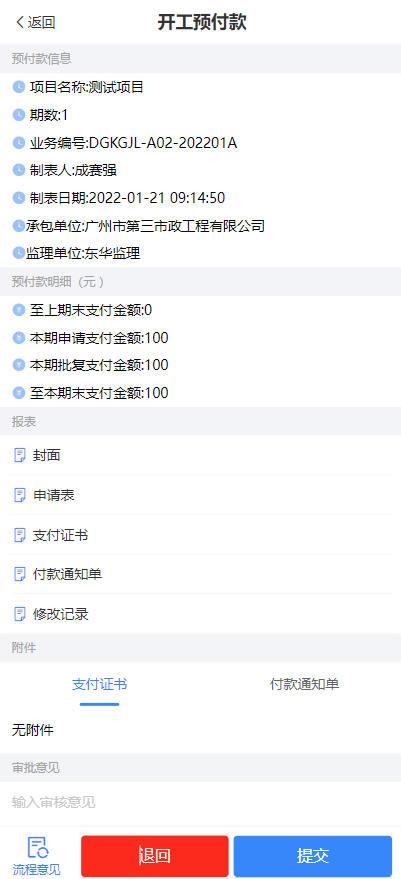 返回
开工预付款
预付款信息
项目名称:测试项目
期数:1
业务编号:DGKGJL-A02-202201A
制表人:成赛强
制表日期:2022-01-21 09:14:50
承包单位:广州市第三市政工程有限公司
监理单位:东华监理
预付款明细（元 ）
至上期末支付金额:0
本期申请支付金额:100
本期批复支付金额:100
至本期末支付金额:100
报表
封面
申请表
支付证书
付款通知单
修改记录
附件
支付证书 付款通知单
无附件
审批意见
输入审核意见
流程意见
退回
提交